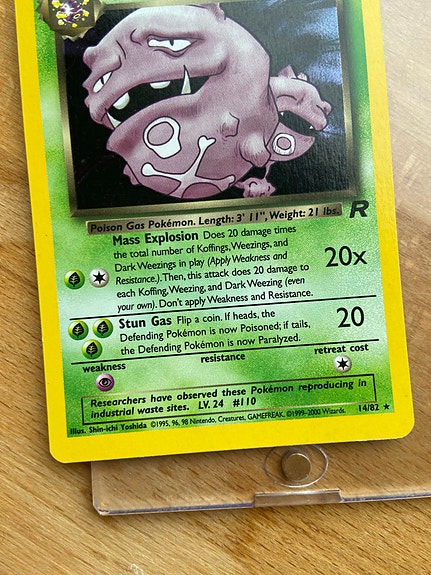 Poison Gas Pokémon. Length: 3' 11", Weight: 21 lbs.
R
Mass Explosion Does 20 damage times
the total number of Koffings, Weezings, and
Dark Weezings in play (Apply Weakness and
Resistance.). Then, this attack does 20 damage to
each Koffing, Weezing, and Dark Weezing (even
your own). Don't apply Weakness and Resistance.
20x
Stun Gas Flip a coin. If heads, the
Defending Pokémon is now Poisoned; if tails,
the Defending Pokémon is now Paralyzed.
20
weakness
resistance
retreat cost
Researchers have observed these Pokémon reproducing in
industrial waste sites. LV. 24 #110
Illus. Shin-ichi Yoshida ©1995, 96, 98 Nintendo, Creatures, GAMEFREAK. ©1999-2000 Wizards. 14/82 ★